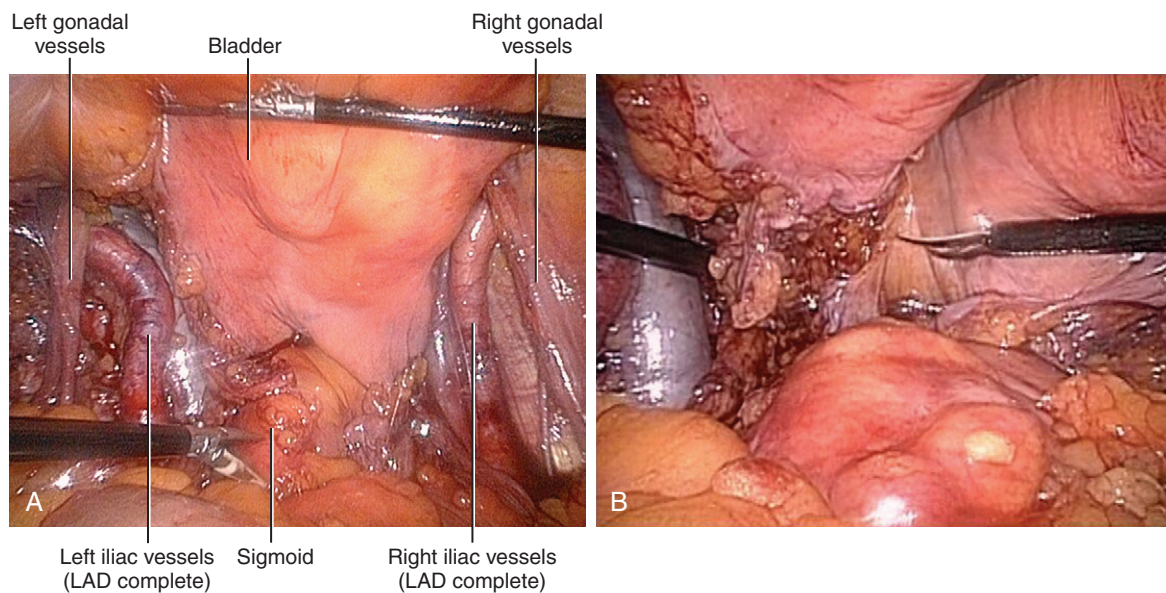 Left gonadal
vessels
Bladder
Right gonadal
vessels
A
B
Left iliac vessels
(LAD complete)
Sigmoid
Right iliac vessels
(LAD complete)